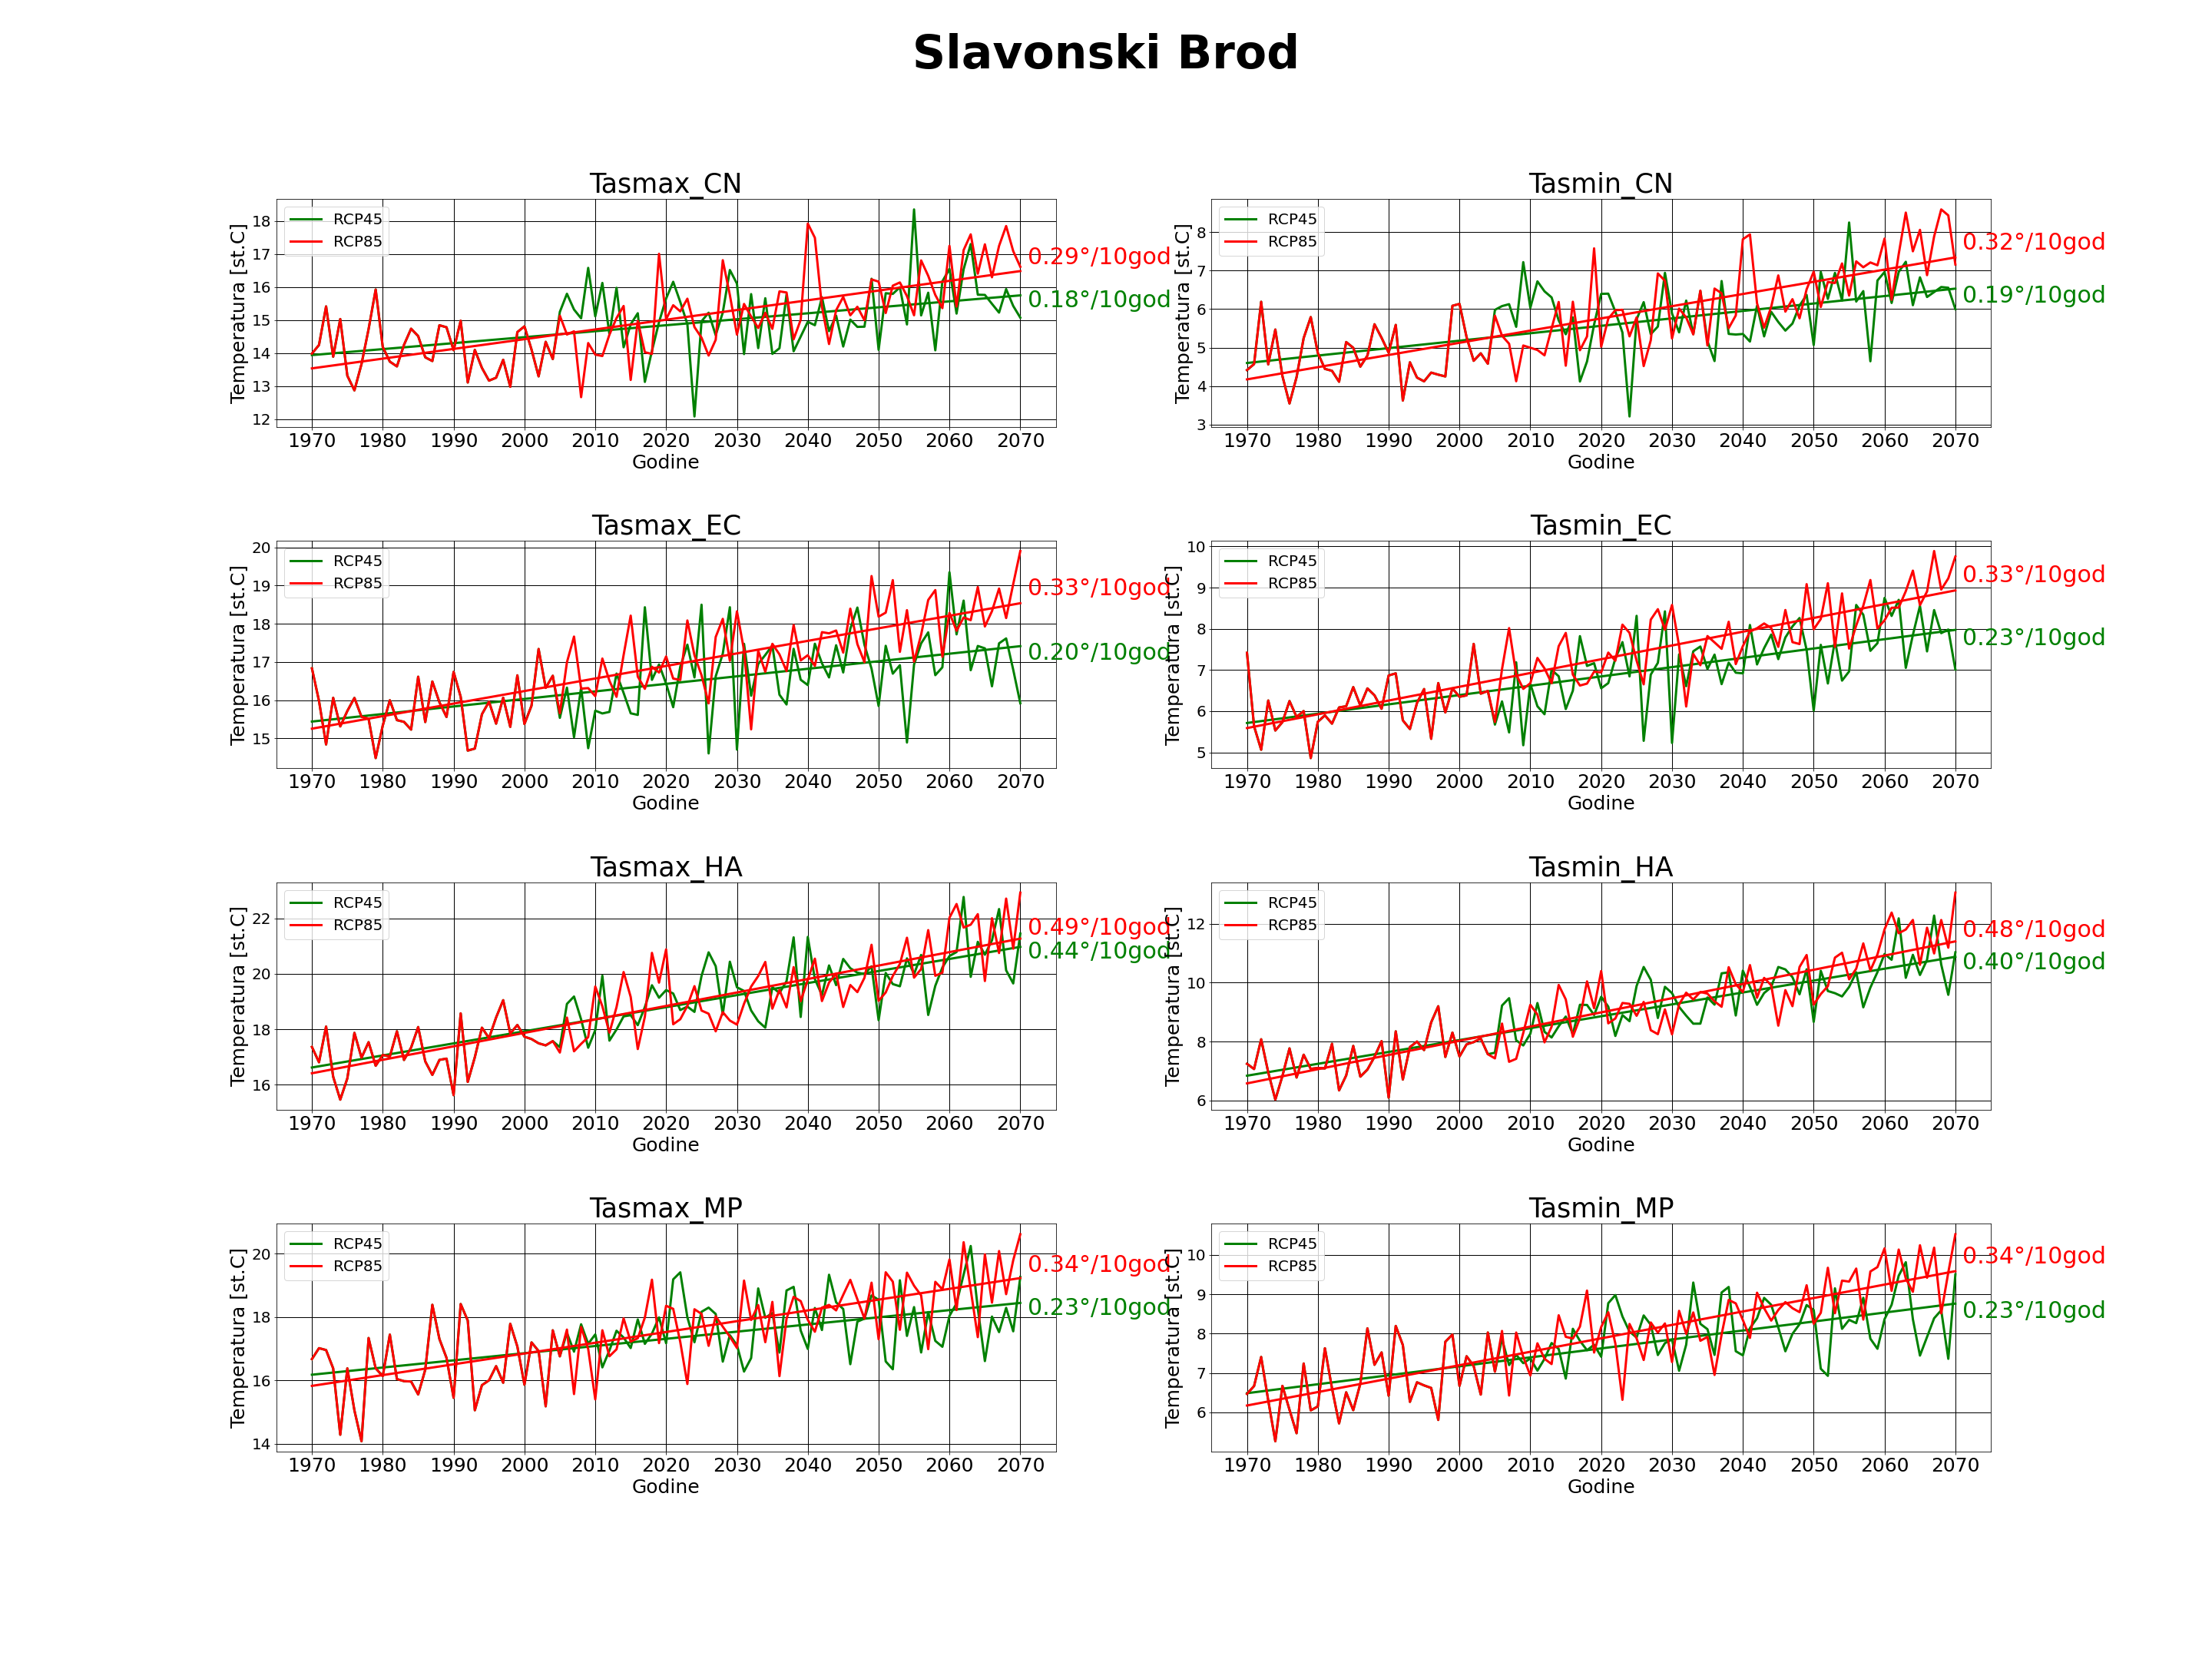 Slavonski Brod
Tasmax_CN
Temperatura [st.C]
18
17
16
15
14
13
12
RCP45
RCP85
0.29°/10god
0.18°/10god
1970 1980 1990 2000 2010 2020 2030 2040 2050 2060 2070
Godine
Tasmin_CN
Temperatura [st.C]
8
7
6
5
4
3
RCP45
RCP85
0.32°/10god
0.19°/10god
1970 1980 1990 2000 2010 2020 2030 2040 2050 2060 2070
Godine
Tasmax_EC
Temperatura [st.C]
20
19
18
17
16
15
RCP45
RCP85
0.33°/10god
0.20°/10god
1970 1980 1990 2000 2010 2020 2030 2040 2050 2060 2070
Godine
Tasmin_EC
Temperatura [st.C]
10
9
8
7
6
5
RCP45
RCP85
0.33°/10god
0.23°/10god
1970 1980 1990 2000 2010 2020 2030 2040 2050 2060 2070
Godine
Tasmax_HA
Temperatura [st.C]
22
20
18
16
RCP45
RCP85
0.49°/10god
0.44°/10god
1970 1980 1990 2000 2010 2020 2030 2040 2050 2060 2070
Godine
Tasmin_HA
Temperatura [st.C]
12
10
8
6
RCP45
RCP85
0.48°/10god
0.40°/10god
1970 1980 1990 2000 2010 2020 2030 2040 2050 2060 2070
Godine
Tasmax_MP
Temperatura [st.C]
20
18
16
14
RCP45
RCP85
0.34°/10god
0.23°/10god
1970 1980 1990 2000 2010 2020 2030 2040 2050 2060 2070
Godine
Tasmin_MP
Temperatura [st.C]
10
9
8
7
6
RCP45
RCP85
0.34°/10god
0.23°/10god
1970 1980 1990 2000 2010 2020 2030 2040 2050 2060 2070
Godine